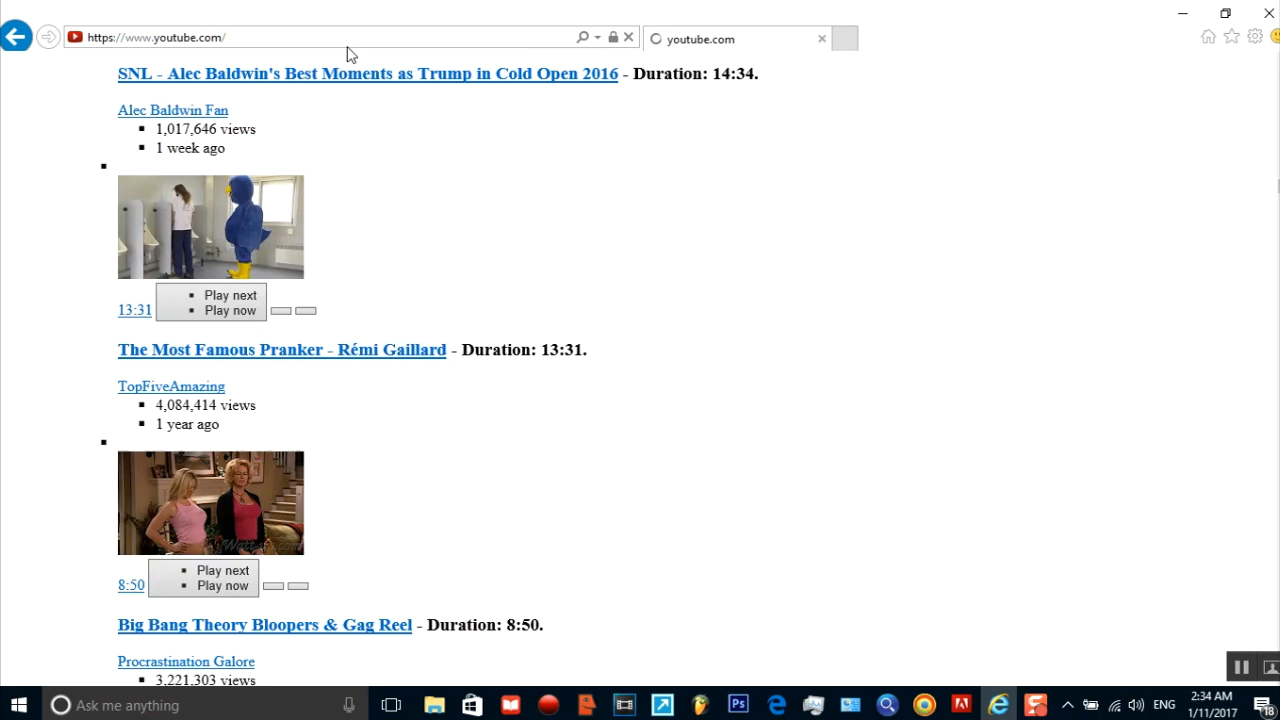 https://www.youtube.com/
youtube.com
SNL - Alec Baldwin's Best Moments as Trump in Cold Open 2016 - Duration: 14:34.
Alec Baldwin Fan
1,017,646 views
1 week ago
13:31
Play next
Play now
The Most Famous Pranker - Rémi Gaillard - Duration: 13:31.
TopFiveAmazing
4,084,414 views
1 year ago
8:50
Play next
Play now
Big Bang Theory Bloopers & Gag Reel - Duration: 8:50.
Procrastination Galore
3,221,303 views
Ask me anything
Ps
ENG
2:34 AM
1/11/2017
18